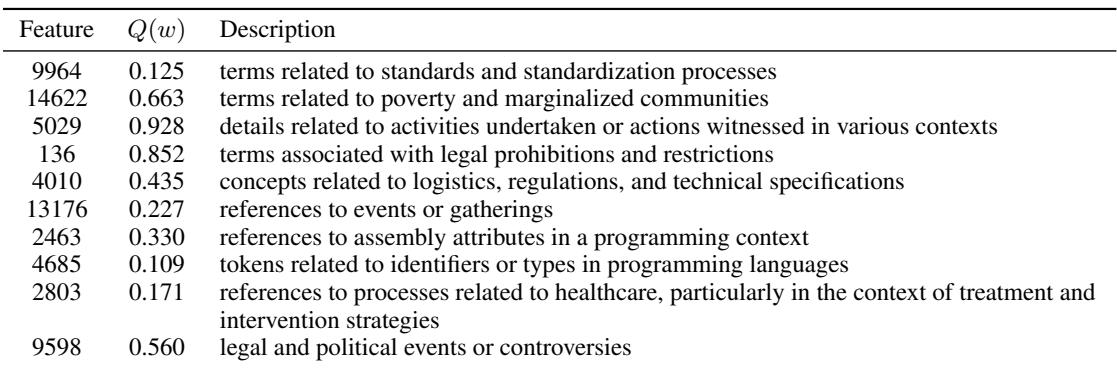 Feature Q(w) Description
9964 0.125 terms related to standards and standardization processes
14622 0.663 terms related to poverty and marginalized communities
5029 0.928 details related to activities undertaken or actions witnessed in various contexts
136 0.852 terms associated with legal prohibitions and restrictions
4010 0.435 concepts related to logistics, regulations, and technical specifications
13176 0.227 references to events or gatherings
2463 0.330 references to assembly attributes in a programming context
4685 0.109 tokens related to identifiers or types in programming languages
2803 0.171 references to processes related to healthcare, particularly in the context of treatment and
intervention strategies
9598 0.560 legal and political events or controversies